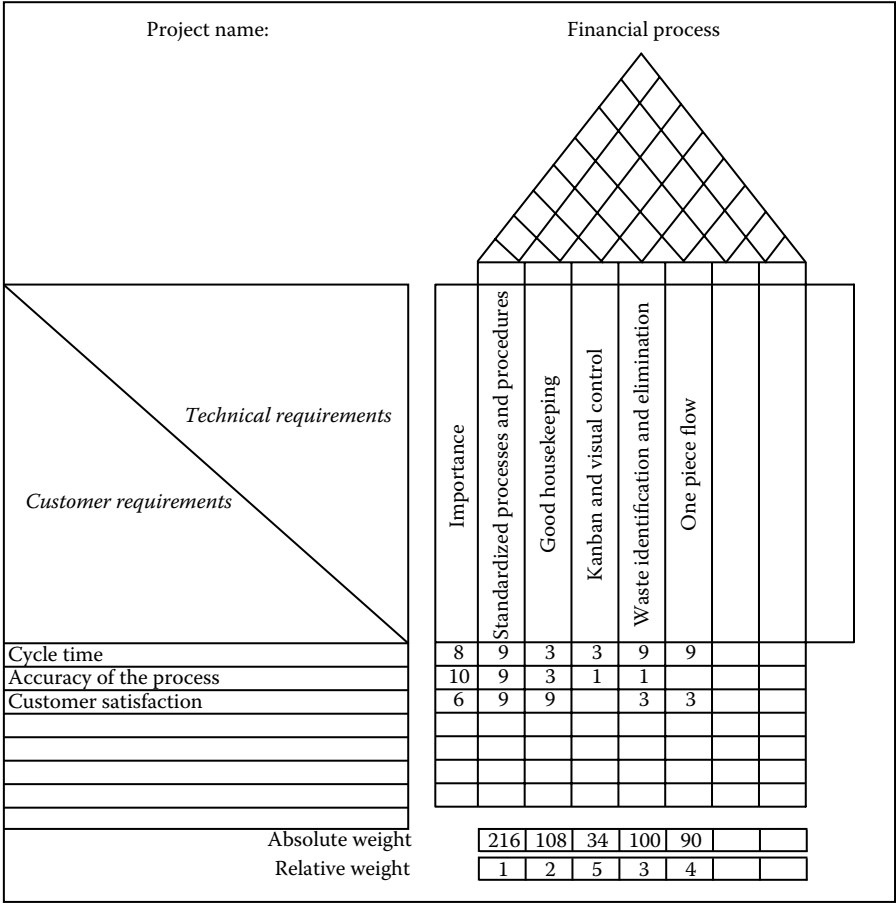 Project name: Financial process
Technical requirements
Customer requirements
Importance
Standardized processes and procedures
Good housekeeping
Kanban and visual control
Waste identification and elimination
One piece flow
Cycle time 8 9 3 3 9 9
Accuracy of the process 10 9 3 1 1
Customer satisfaction 6 9 9 3 3
Absolute weight 216 108 34 100 90
Relative weight 1 2 5 3 4